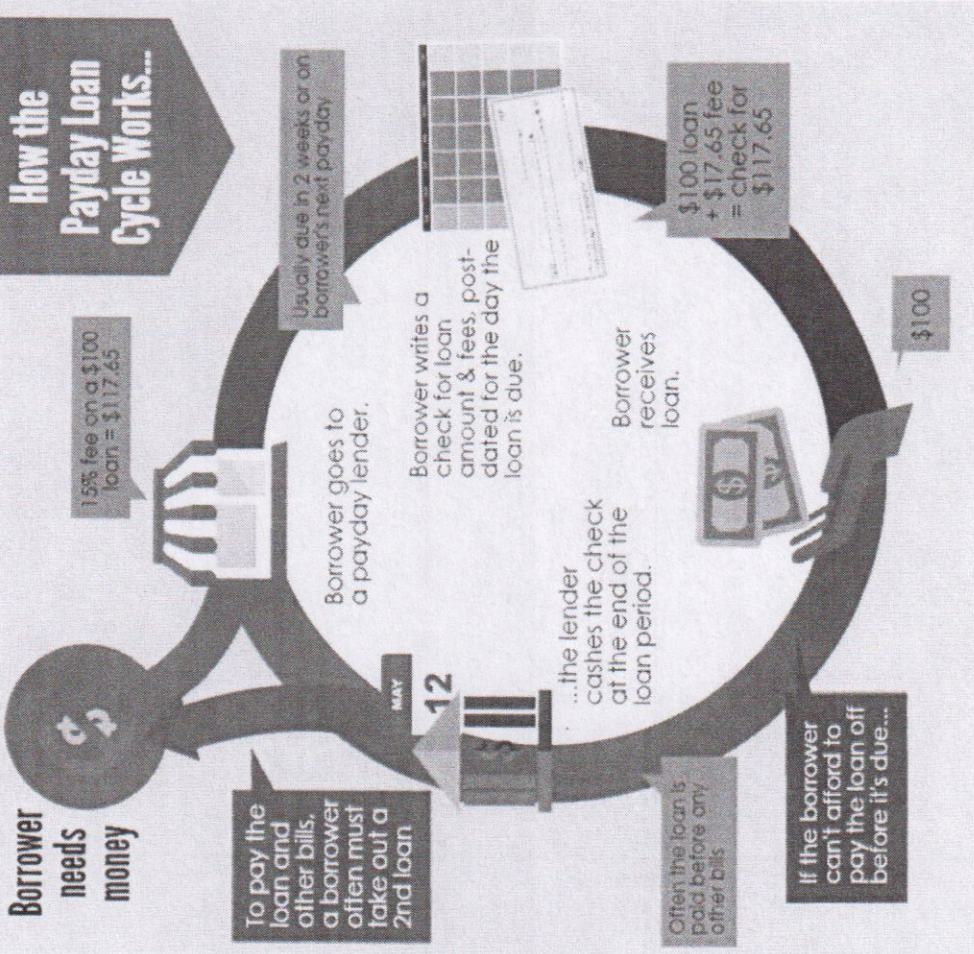 How the
Payday Loan
Cycle Works...
Borrower
needs
money
15% fee on a $100
loan = $117.65
Borrower goes to
a payday lender.
Usually due in 2 weeks or on
borrower's next payday
Borrower writes a
check for loan
amount & fees, post-
dated for the day the
loan is due.
$100 loan
+ $17.65 fee
= check for
$117.65
Borrower
receives
loan.
$100
If the borrower
can't afford to
pay the loan off
before it's due...
...the lender
cashes the check
at the end of the
loan period.
Often the loan is
paid before any
other bills
MAY
12
$
To pay the
loan and
other bills,
a borrower
often must
take out a
2nd loan
$
$